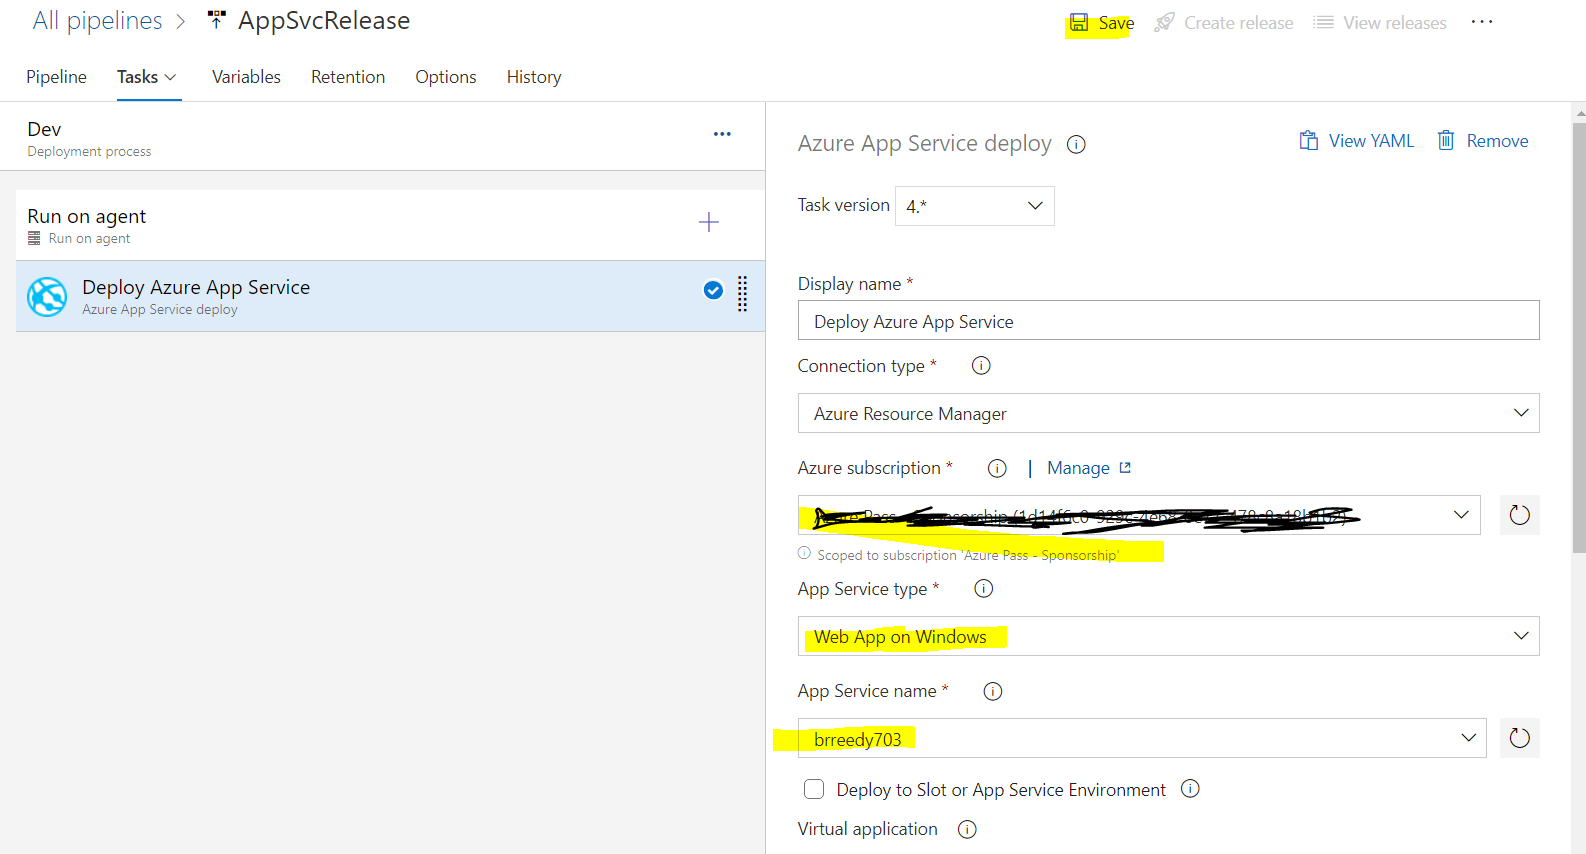 All pipelines > AppSvcRelease
Save Create release View releases ...
Pipeline Tasks Variables Retention Options History
Dev
Deployment process
Run on agent
Run on agent
Deploy Azure App Service
Azure App Service deploy
Azure App Service deploy
View YAML Remove
Task version 4.*
Display name *
Deploy Azure App Service
Connection type *
Azure Resource Manager
Azure subscription * | Manage
Scoped to subscription 'Azure Pass - Sponsorship'
App Service type *
Web App on Windows
App Service name *
brreedy703
Deploy to Slot or App Service Environment
Virtual application